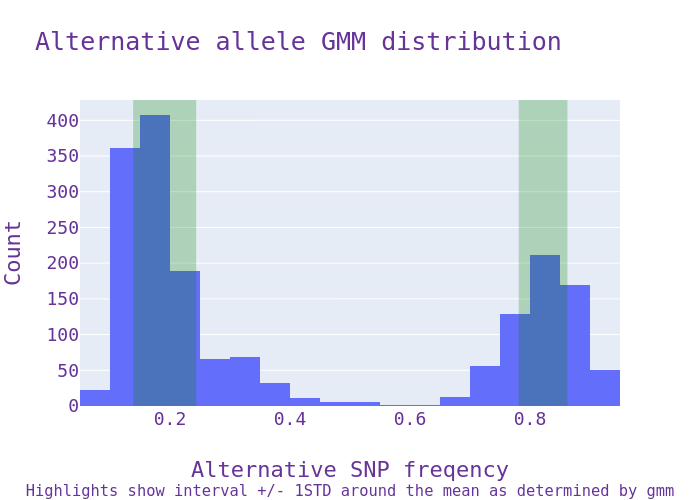 Alternative allele GMM distribution
400
350
300
250
200
150
100
50
0
Count
0.2 0.4 0.6 0.8
Alternative SNP freqency
Highlights show interval +/- 1STD around the mean as determined by gmm